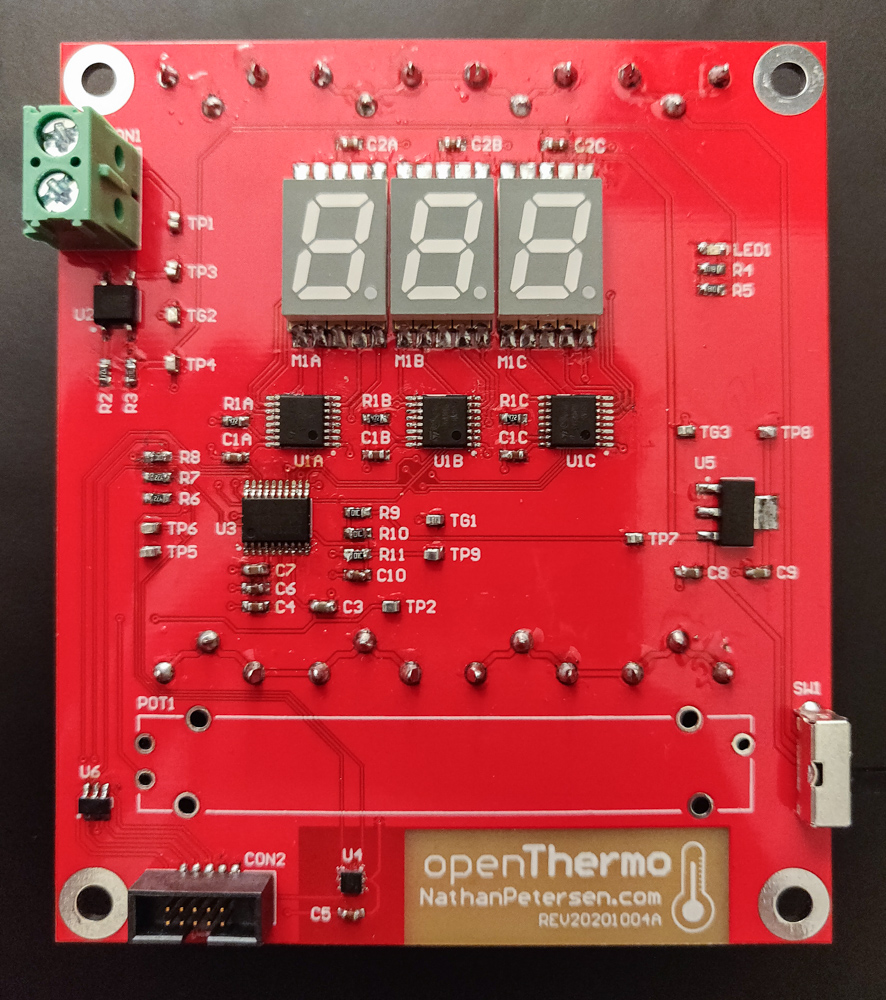 C2A
C2B
C2C
TP1
TP3
LED1
R4
R5
U2
TG2
TP4
M1A
M1B
M1C
R2
R3
R1A
R1B
R1C
C1A
C1B
C1C
U1A
U1B
U1C
TG3
TP8
R8
R7
R6
U5
U3
R9
TG1
R10
TP6
TP5
R11
TP9
TP7
C7
C10
C8
C9
C6
C4
C3
TP2
POT1
SW1
U6
CON2
U4
C5
openThermo
NathanPetersen.com
REV20201004A